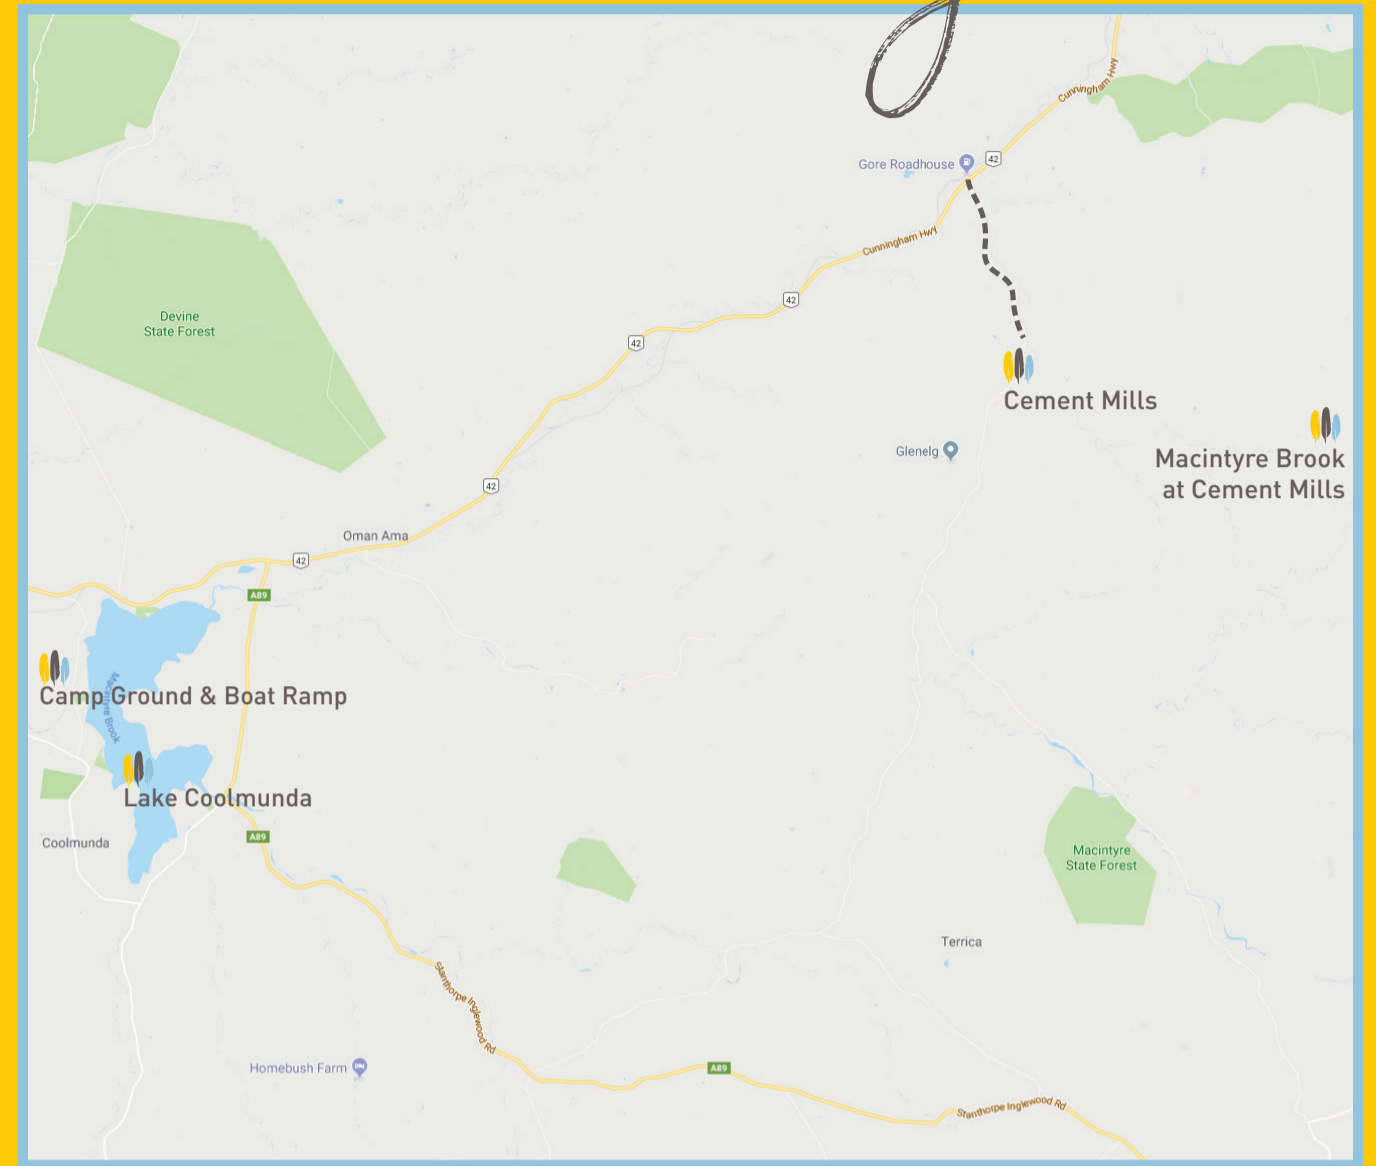 Cunningham Hwy
42
Gore Roadhouse
Cunningham Hwy
42
Devine
State Forest
42
Cement Mills
Glenelg
Macintyre Brook
at Cement Mills
42
Oman Ama
42
A89
Macintyre Brook
Camp Ground & Boat Ramp
Lake Coolmunda
A89
Coolmunda
Macintyre
State Forest
Terrica
Stanthorpe Inglewood Rd
Homebush Farm
A89
Stanthorpe Inglewood Rd